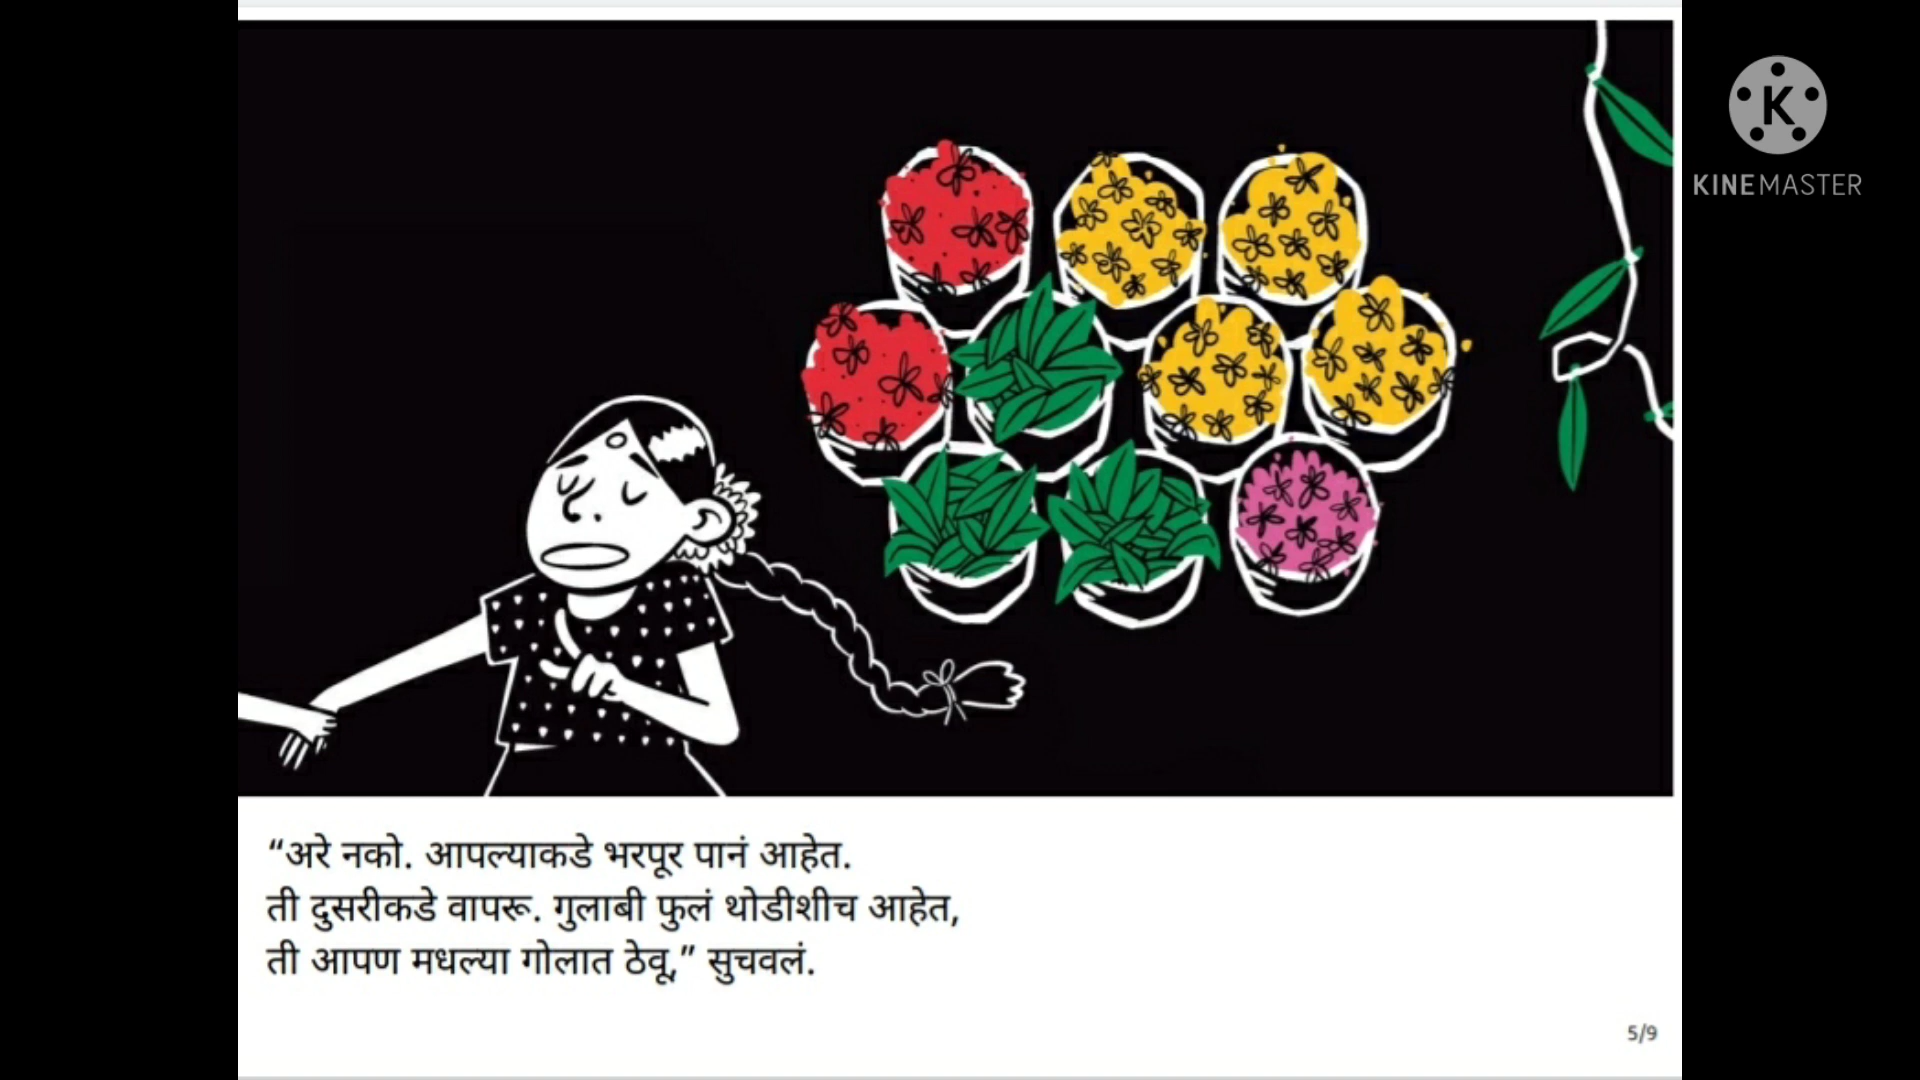 “अरे नको. आपल्याकडे भरपूर पानं आहेत.
ती दुसरीकडे वापरू. गुलाबी फुलं थोडीशीच आहेत,
ती आपण मधल्या गोलात ठेवू,” सुचवलं.
5/9
K
KINEMASTER